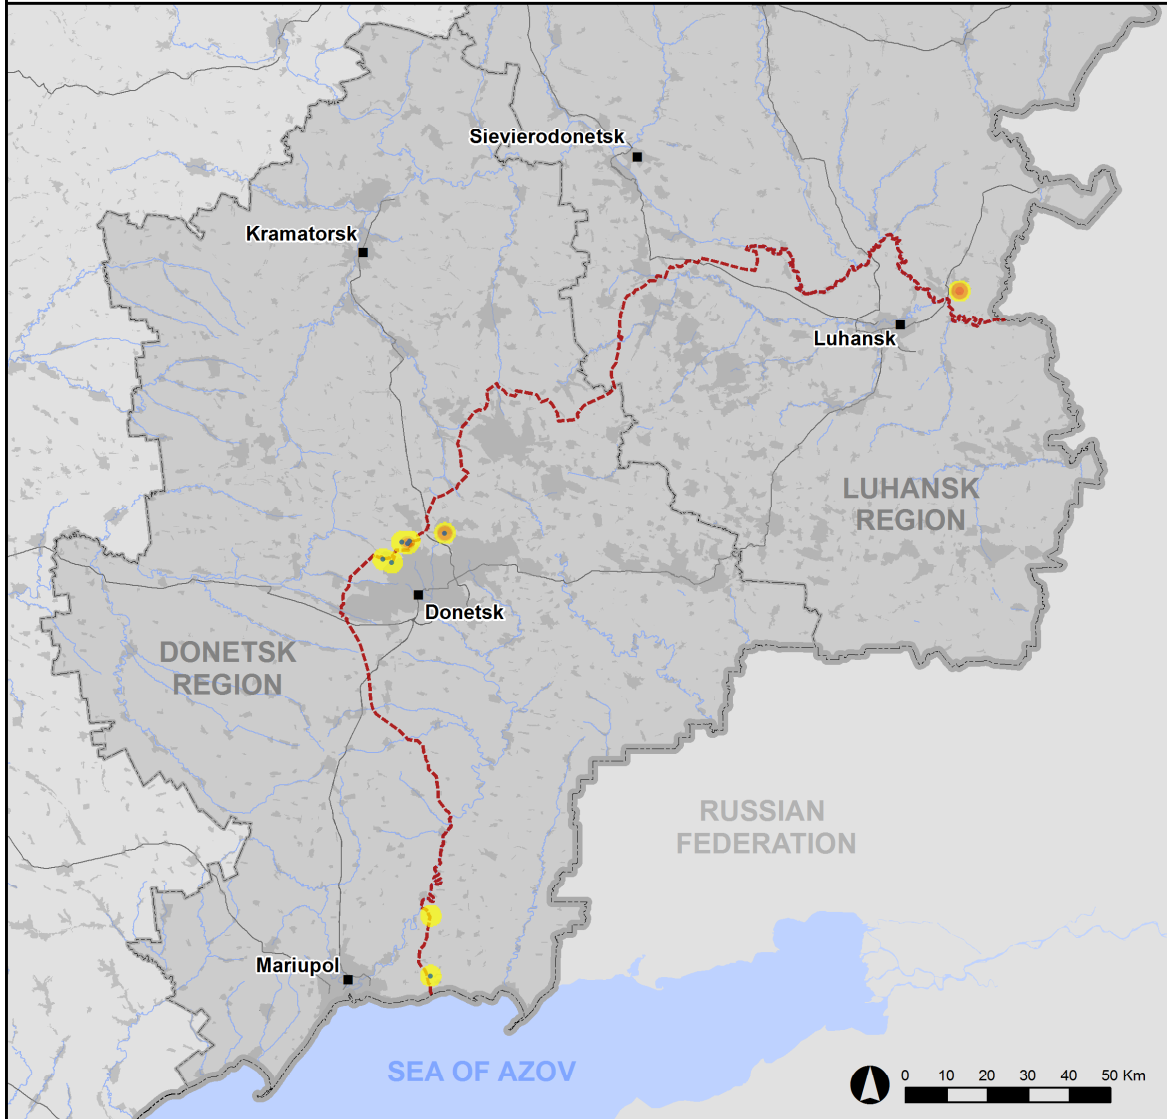 Sievierodonetsk
Kramatorsk
Luhansk
LUHANSK
REGION
Donetsk
DONETSK
REGION
RUSSIAN
FEDERATION
Mariupol
SEA OF AZOV
0 10 20 30 40 50 Km